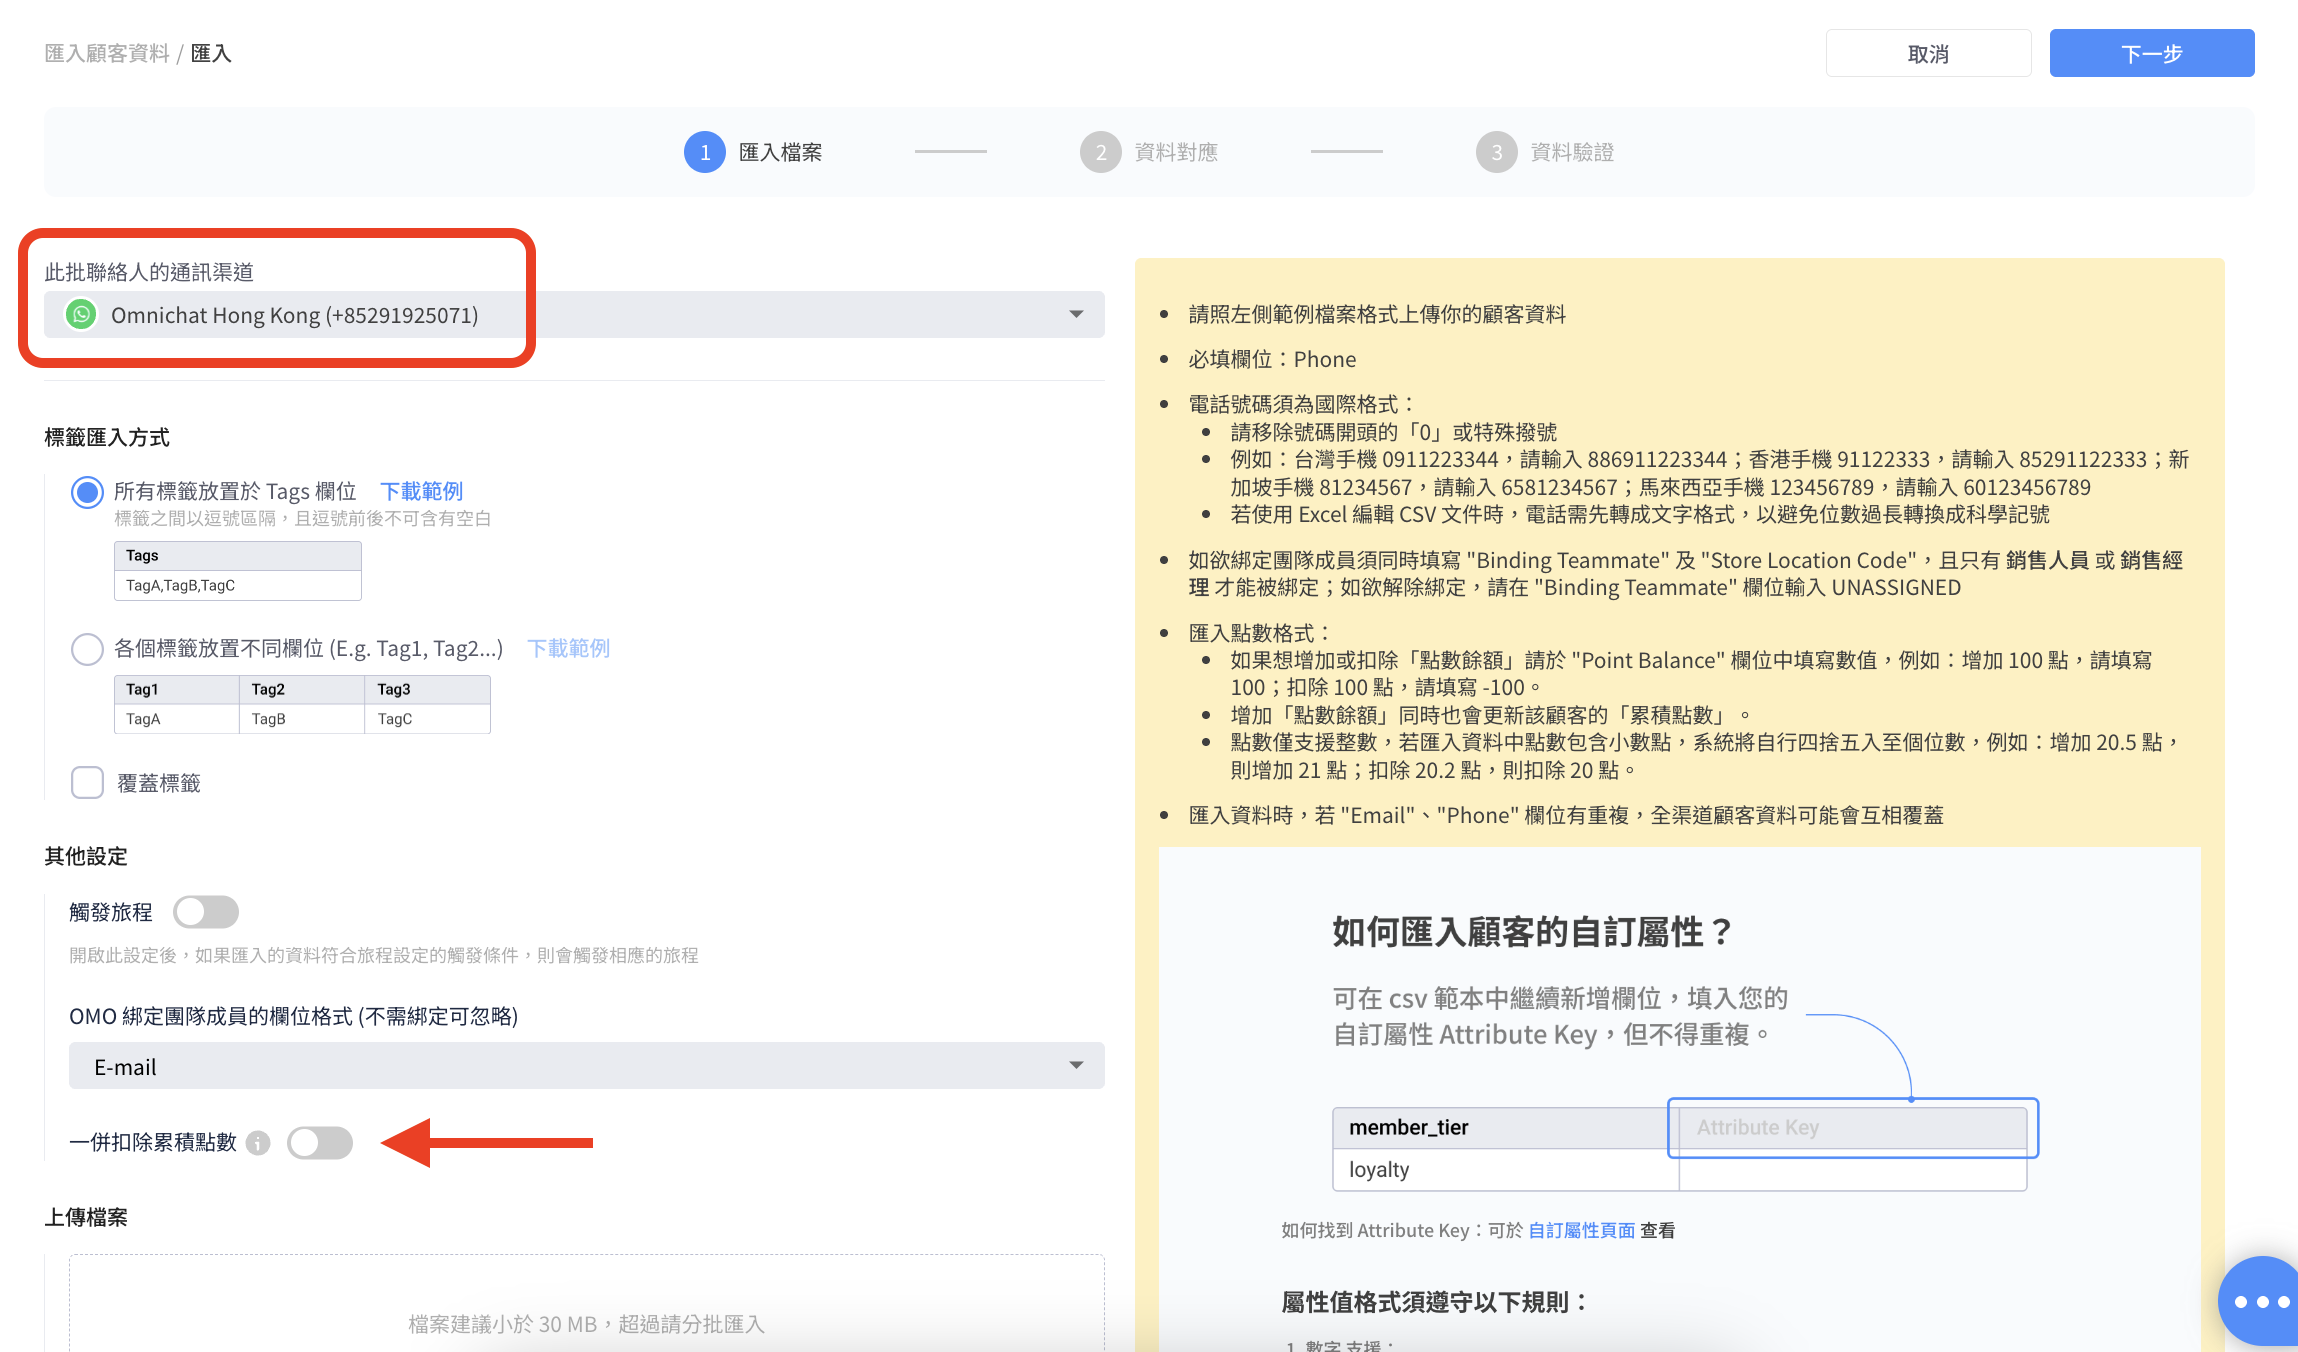 匯入顧客資料 / 匯入
取消
下一步
1 匯入檔案
2 資料對應
3 資料驗證
此批聯絡人的通訊渠道
Omnichat Hong Kong (+85291925071)
標籤匯入方式
所有標籤放置於 Tags 欄位 下載範例
標籤之間以逗號區隔，且逗號前後不可含有空白
Tags
TagA,TagB,TagC
各個標籤放置不同欄位 (E.g. Tag1, Tag2...) 下載範例
Tag1 Tag2 Tag3
TagA TagB TagC
覆蓋標籤
其他設定
觸發旅程
開啟此設定後，如果匯入的資料符合旅程設定的觸發條件，則會觸發相應的旅程
OMO 綁定團隊成員的欄位格式 (不需綁定可忽略)
E-mail
一併扣除累積點數
上傳檔案
檔案建議小於 30 MB，超過請分批匯入
請照左側範例檔案格式上傳你的顧客資料
必填欄位：Phone
電話號碼須為國際格式：
請移除號碼開頭的「0」或特殊撥號
例如：台灣手機 0911223344，請輸入 886911223344；香港手機 91122333，請輸入 85291122333；新
加坡手機 81234567，請輸入 6581234567；馬來西亞手機 123456789，請輸入 60123456789
若使用 Excel 編輯 CSV 文件時，電話需先轉成文字格式，以避免位數過長轉換成科學記號
如欲綁定團隊成員須同時填寫 "Binding Teammate" 及 "Store Location Code"，且只有 銷售人員 或 銷售經
理 才能被綁定；如欲解除綁定，請在 "Binding Teammate" 欄位輸入 UNASSIGNED
匯入點數格式：
如果想增加或扣除「點數餘額」請於 "Point Balance" 欄位中填寫數值，例如：增加 100 點，請填寫
100；扣除 100 點，請填寫 -100。
增加「點數餘額」同時也會更新該顧客的「累積點數」。
點數僅支援整數，若匯入資料中點數包含小數點，系統將自行四捨五入至個位數，例如：增加 20.5 點，
則增加 21 點；扣除 20.2 點，則扣除 20 點。
匯入資料時，若 "Email"、"Phone" 欄位有重複，全渠道顧客資料可能會互相覆蓋
如何匯入顧客的自訂屬性？
可在 csv 範本中繼續新增欄位，填入您的
自訂屬性 Attribute Key，但不得重複。
member_tier Attribute Key
loyalty
如何找到 Attribute Key：可於 自訂屬性頁面 查看
屬性值格式須遵守以下規則：
1. 數字 支援：